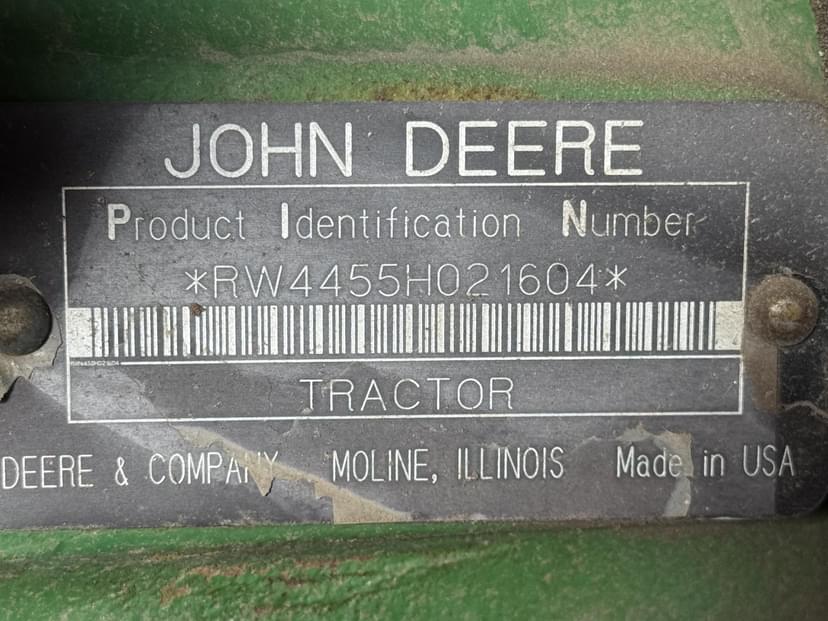 JOHN DEERE
Product Identification Number
*RW4455H021604*
TRACTOR
DEERE & COMPANY MOLINE, ILLINOIS Made in USA